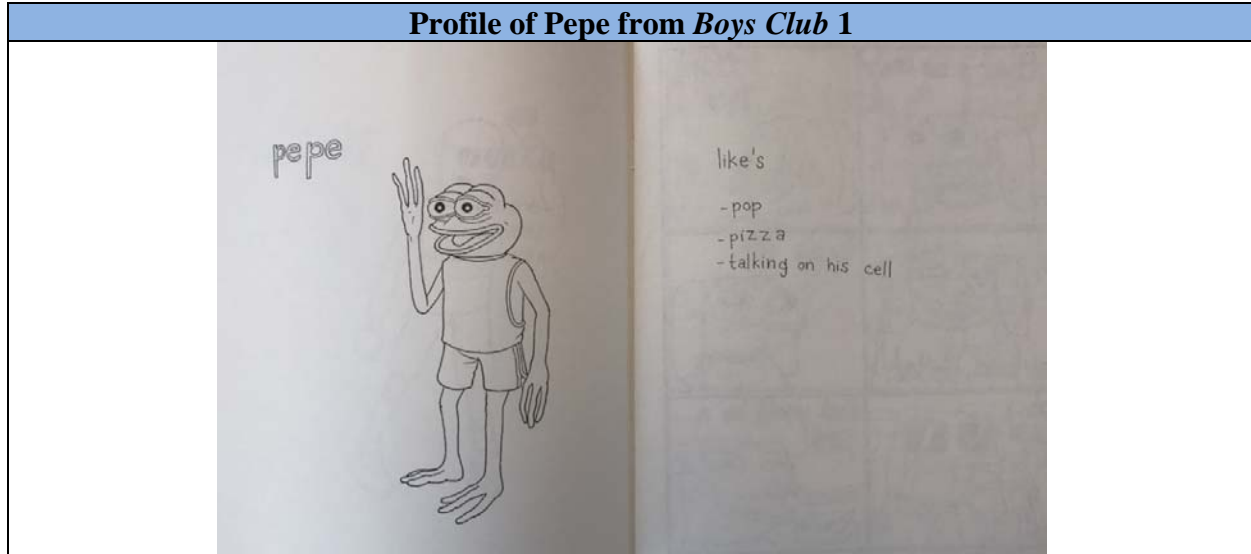 Profile of Pepe from Boys Club 1
pepe
like's
- pop
- pizza
- talking on his cell